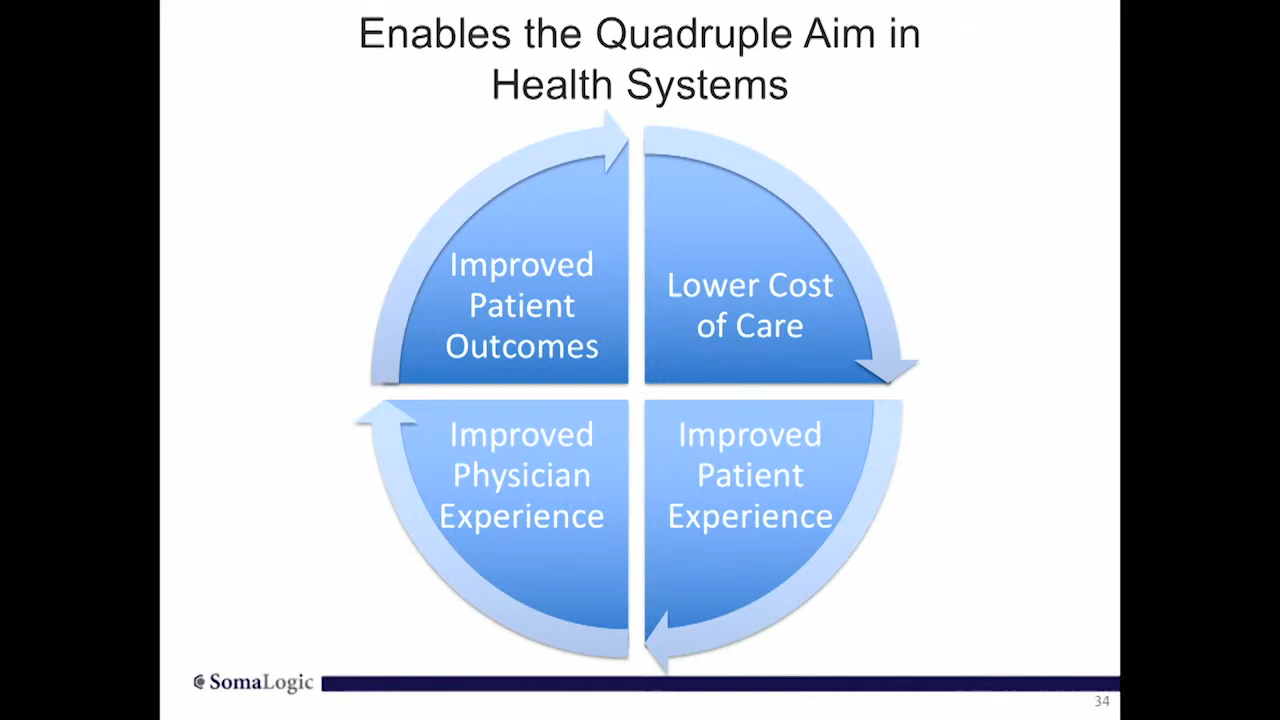 Enables the Quadruple Aim in
Health Systems
Improved
Patient
Outcomes
Lower Cost
of Care
Improved
Physician
Experience
Improved
Patient
Experience
SomaLogic
34